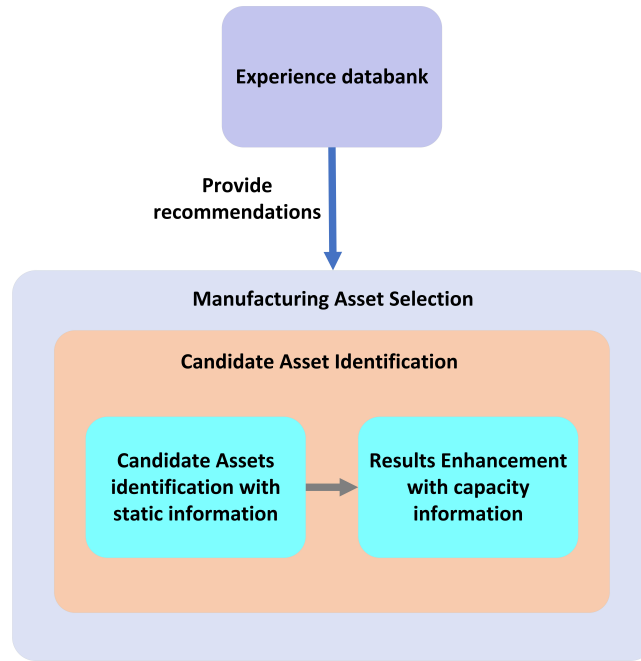 Experience databank
Provide
recommendations
Manufacturing Asset Selection
Candidate Asset Identification
Candidate Assets
identification with
static information
Results Enhancement
with capacity
information